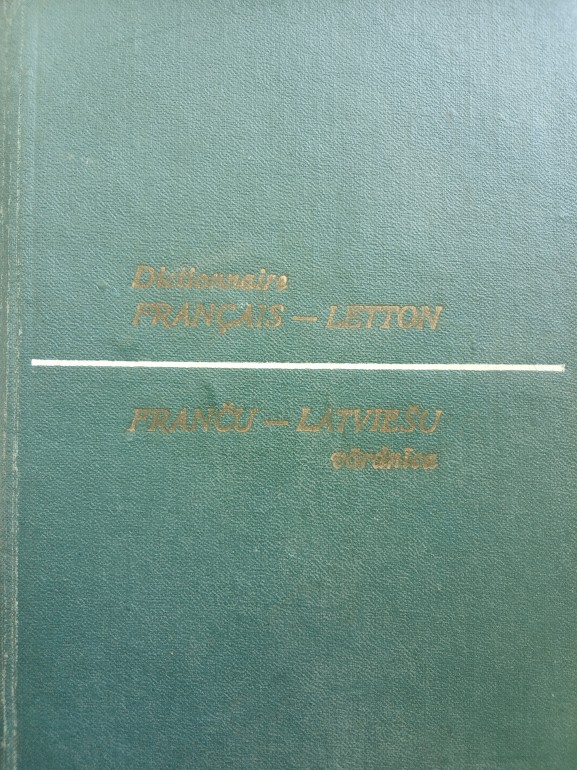 Dictionnaire
FRANÇAIS — LETTON
FRANČU — LATVIEŠU
vārdnīca